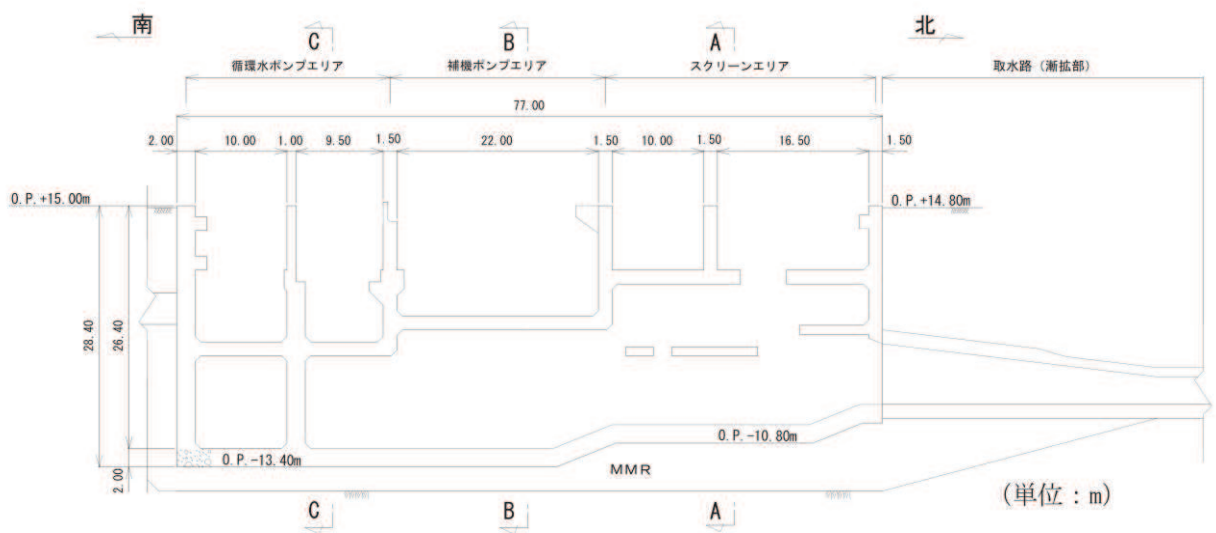 南
C
B
A
北
循環水ポンプエリア
補機ポンプエリア
スクリーンエリア
取水路（漸拡部）
77.00
2.00
10.00
1.00
9.50
1.50
22.00
1.50
10.00
1.50
16.50
1.50
O.P.+15.00m
O.P.+14.80m
28.40
26.40
2.00
O.P.-13.40m
O.P.-10.80m
MMR
C
B
A
(単位：m)